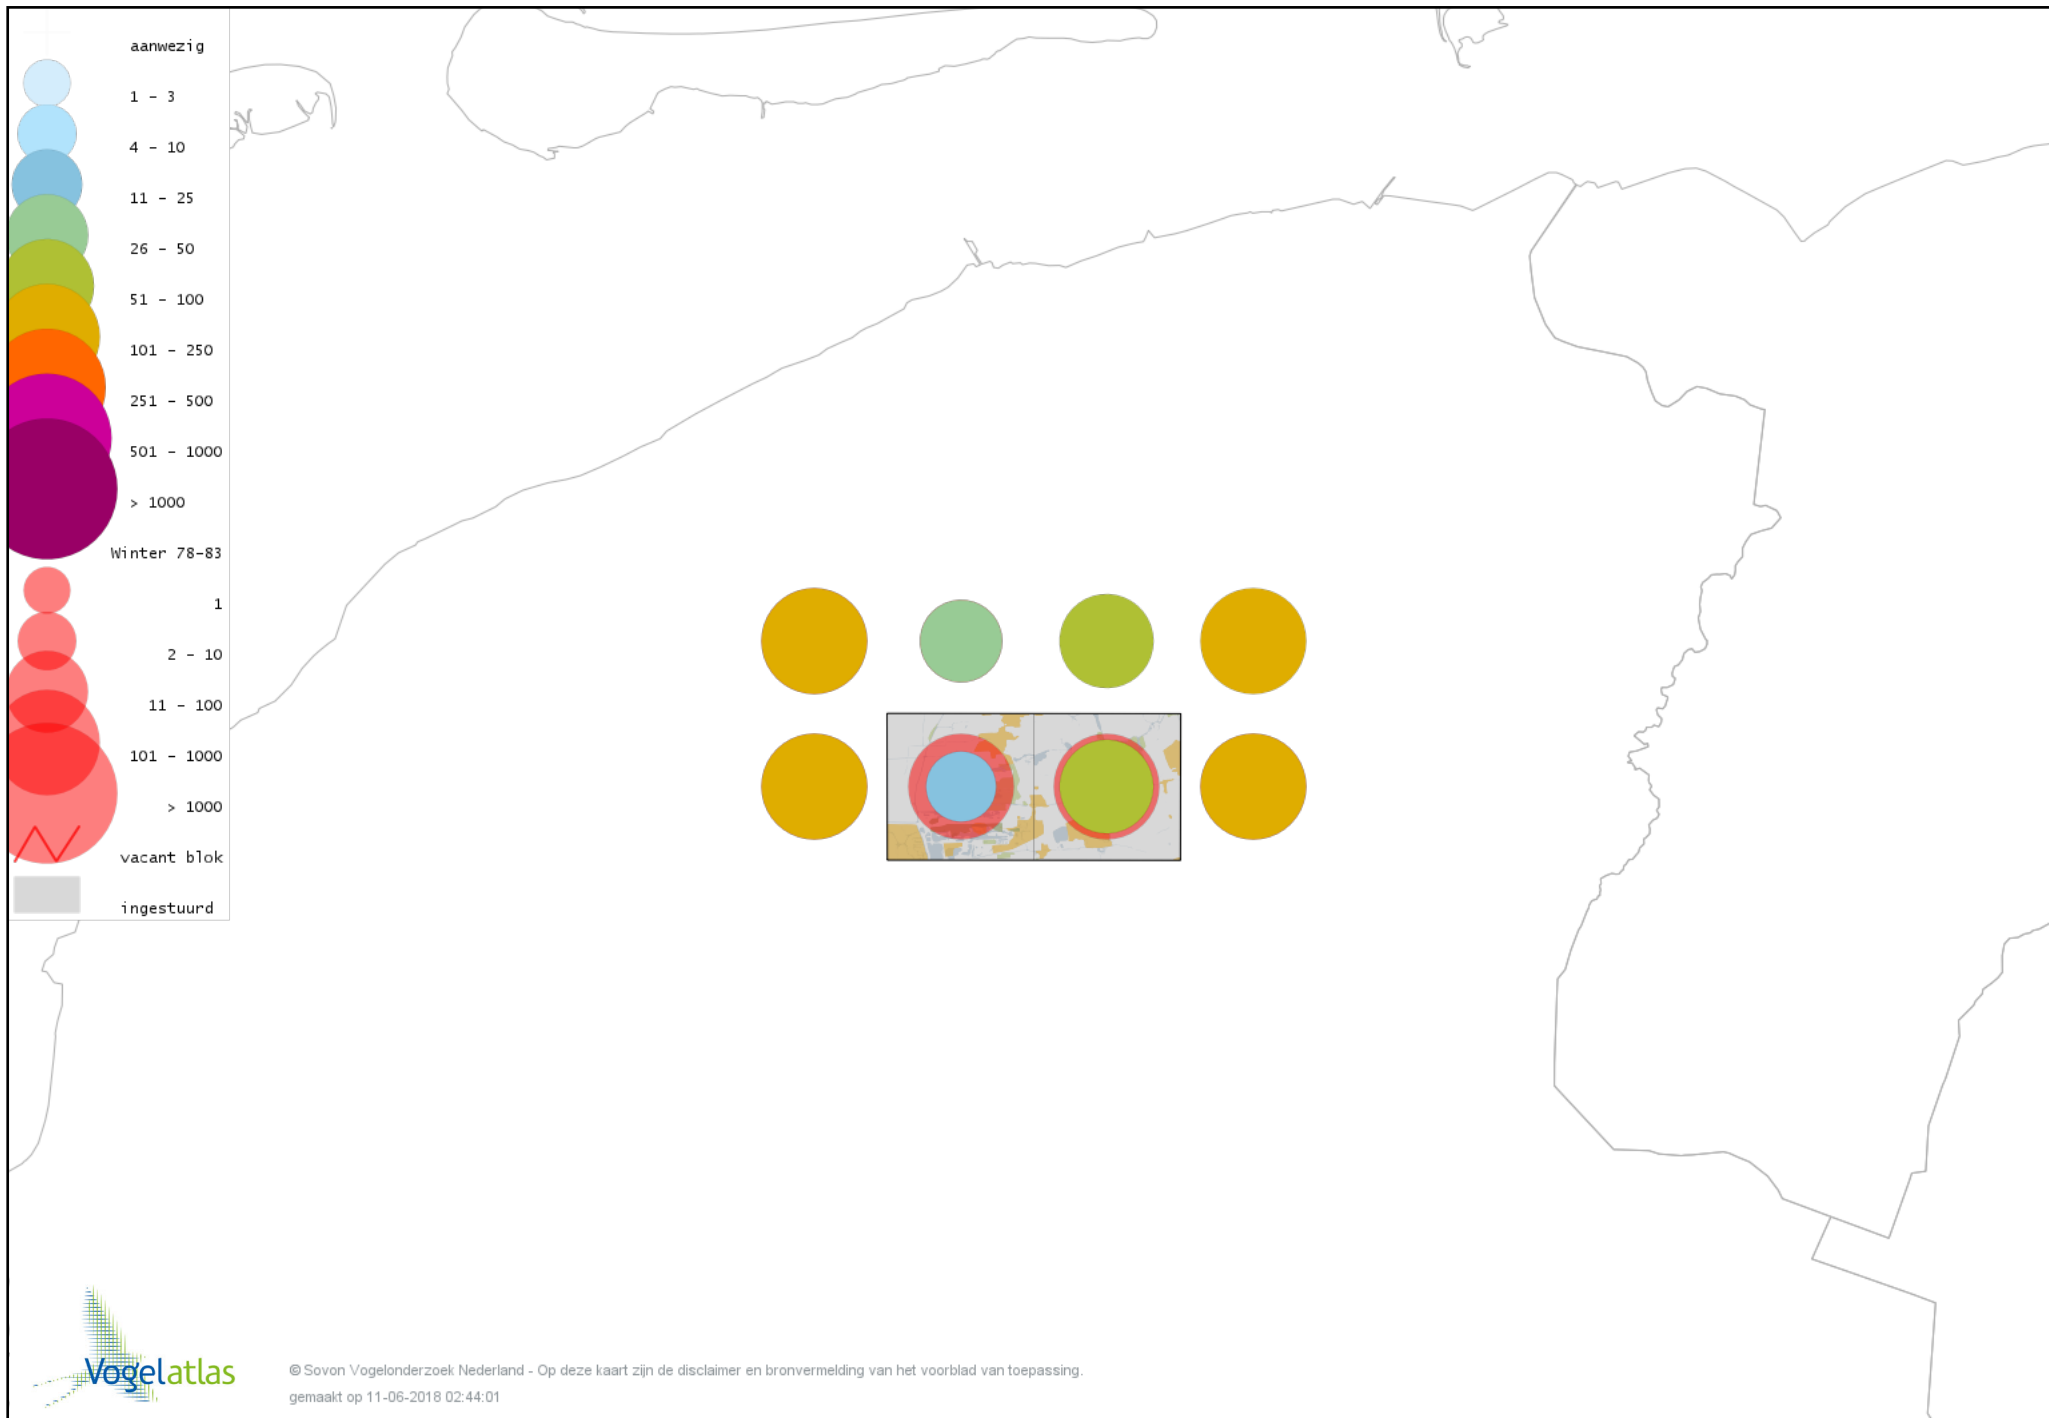 aanwezig
1 - 3
4 - 10
11 - 25
26 - 50
51 - 100
101 - 250
251 - 500
501 - 1000
> 1000
Winter 78-83
1
2 - 10
11 - 100
101 - 1000
> 1000
vacant blok
ingestuurd
Vogelatlas
© Sovon Vogelonderzoek Nederland - Op deze kaart zijn de disclaimer en bronvermelding van het voorblad van toepassing.
gemaakt op 11-06-2018 02:44:01